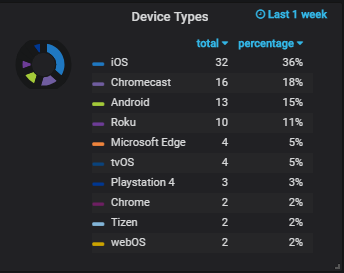 Device Types
Last 1 week
total percentage
iOS 32 36%
Chromecast 16 18%
Android 13 15%
Roku 10 11%
Microsoft Edge 4 5%
tvOS 4 5%
Playstation 4 3 3%
Chrome 2 2%
Tizen 2 2%
webOS 2 2%